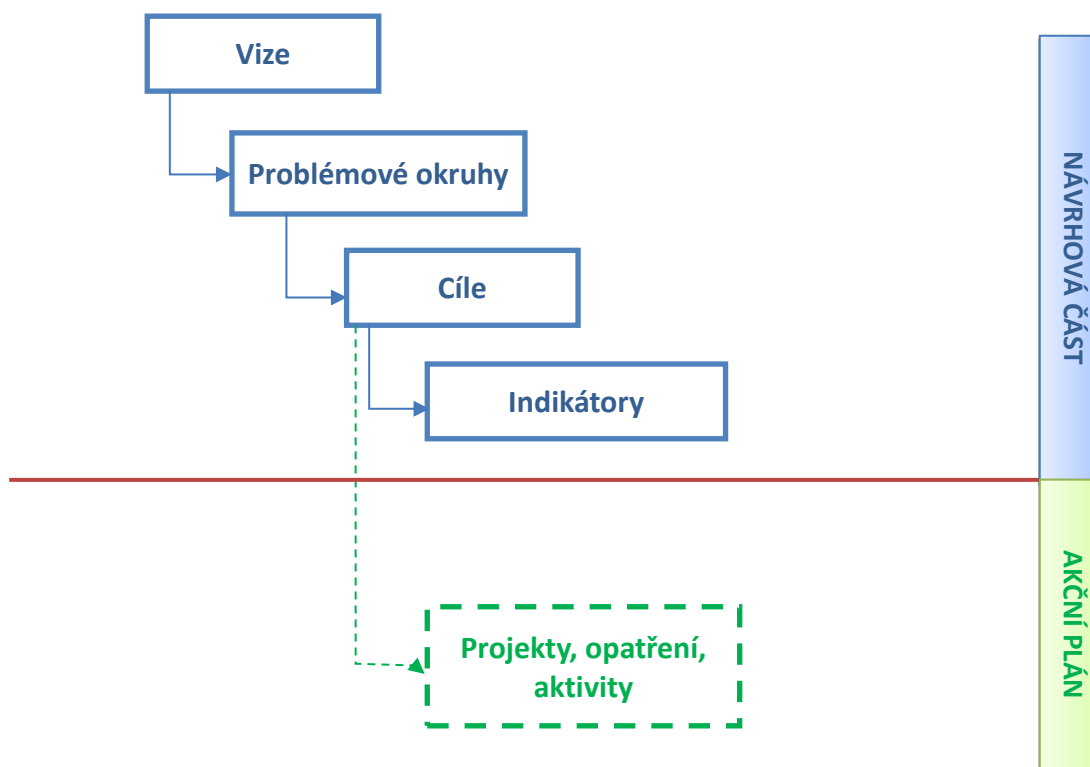 Vize
Problémové okruhy
Cíle
Indikátory
NÁVRHOVÁ ČÁST
Projekty, opatření,
aktivity
AKČNÍ PLÁN